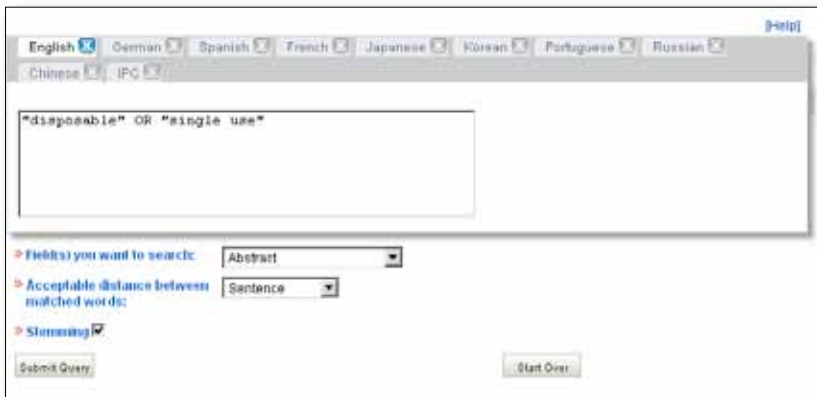 [Help]
English German Spanish French Japanese Korean Portuguese Russian
Chinese IPC
"disposable" OR "single use"
Field(s) you want to search: Abstract
Acceptable distance between Sentence
matched words:
Stemming
Submit Query Start Over